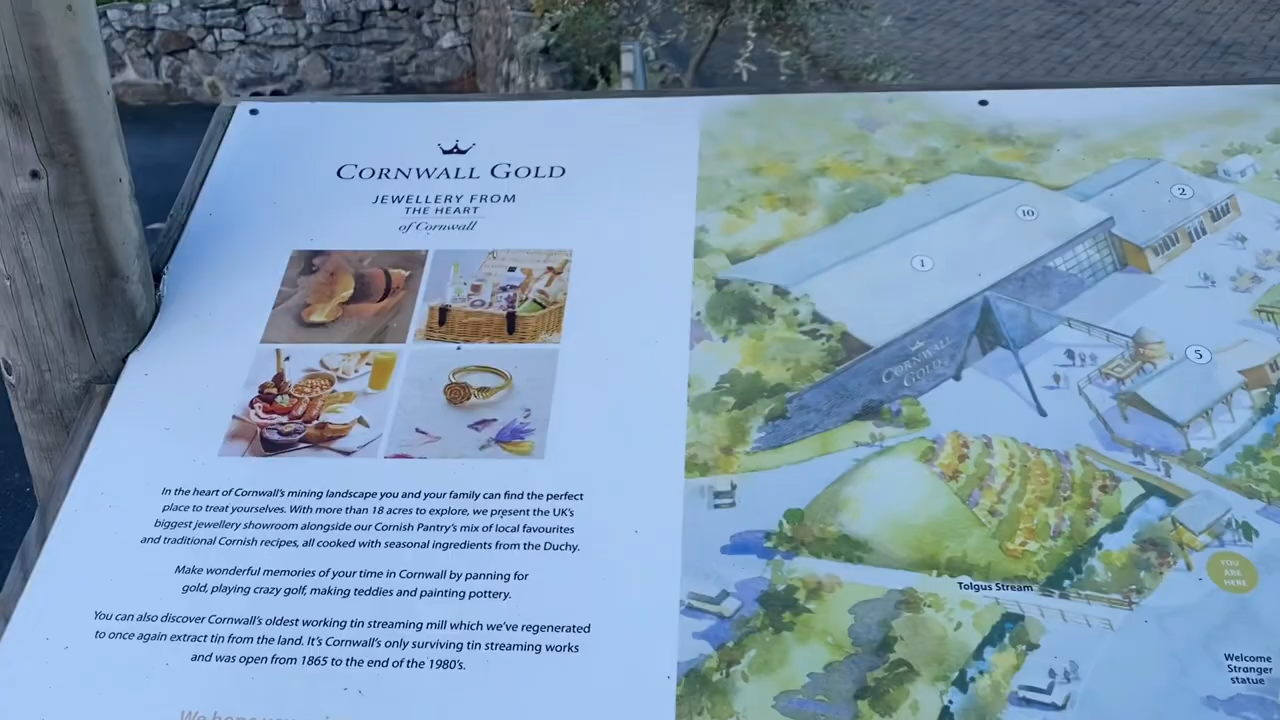 CORNWALL GOLD
JEWELLERY FROM
THE HEART
of Cornwall
In the heart of Cornwall's mining landscape you and your family can find the perfect
place to treat yourselves. With more than 18 acres to explore, we present the UK's
biggest jewellery showroom alongside our Cornish Pantry's mix of local favourites
and traditional Cornish recipes, all cooked with seasonal ingredients from the Duchy.
Make wonderful memories of your time in Cornwall by panning for
gold, playing crazy golf, making teddies and painting pottery.
You can also discover Cornwall's oldest working tin streaming mill which we've regenerated
to once again extract tin from the land. It's Cornwall's only surviving tin streaming works
and was open from 1865 to the end of the 1980's.
We hope you
2
10
1
5
CORNWALL
GOLD
YOU
ARE
HERE
Tolgus Stream
Welcome
Stranger
statue